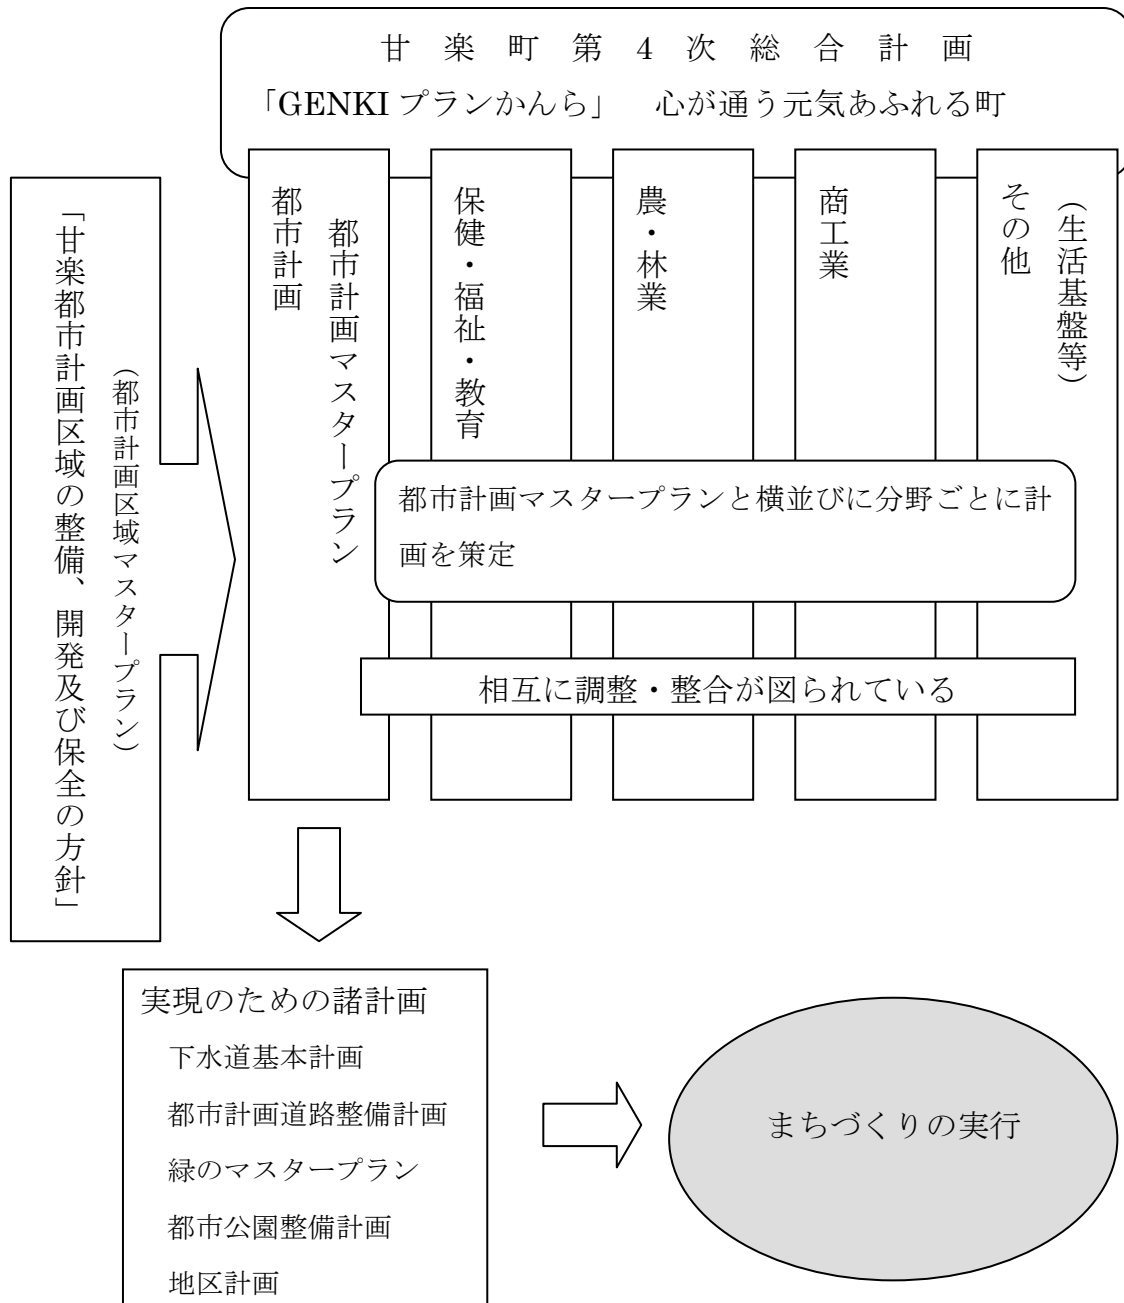 甘楽町第4次総合計画
「GENKIプランかんら」 心が通う元気あふれる町
「甘楽都市計画区域の整備、開発及び保全の方針」
（都市計画区域マスタープラン）
都市計画
都市計画マスタープラン
保健・福祉・教育
農・林業
商工業
その他
（生活基盤等）
都市計画マスタープランと横並びに分野ごとに計
画を策定
相互に調整・整合が図られている
実現のための諸計画
下水道基本計画
都市計画道路整備計画
緑のマスタープラン
都市公園整備計画
地区計画
まちづくりの実行